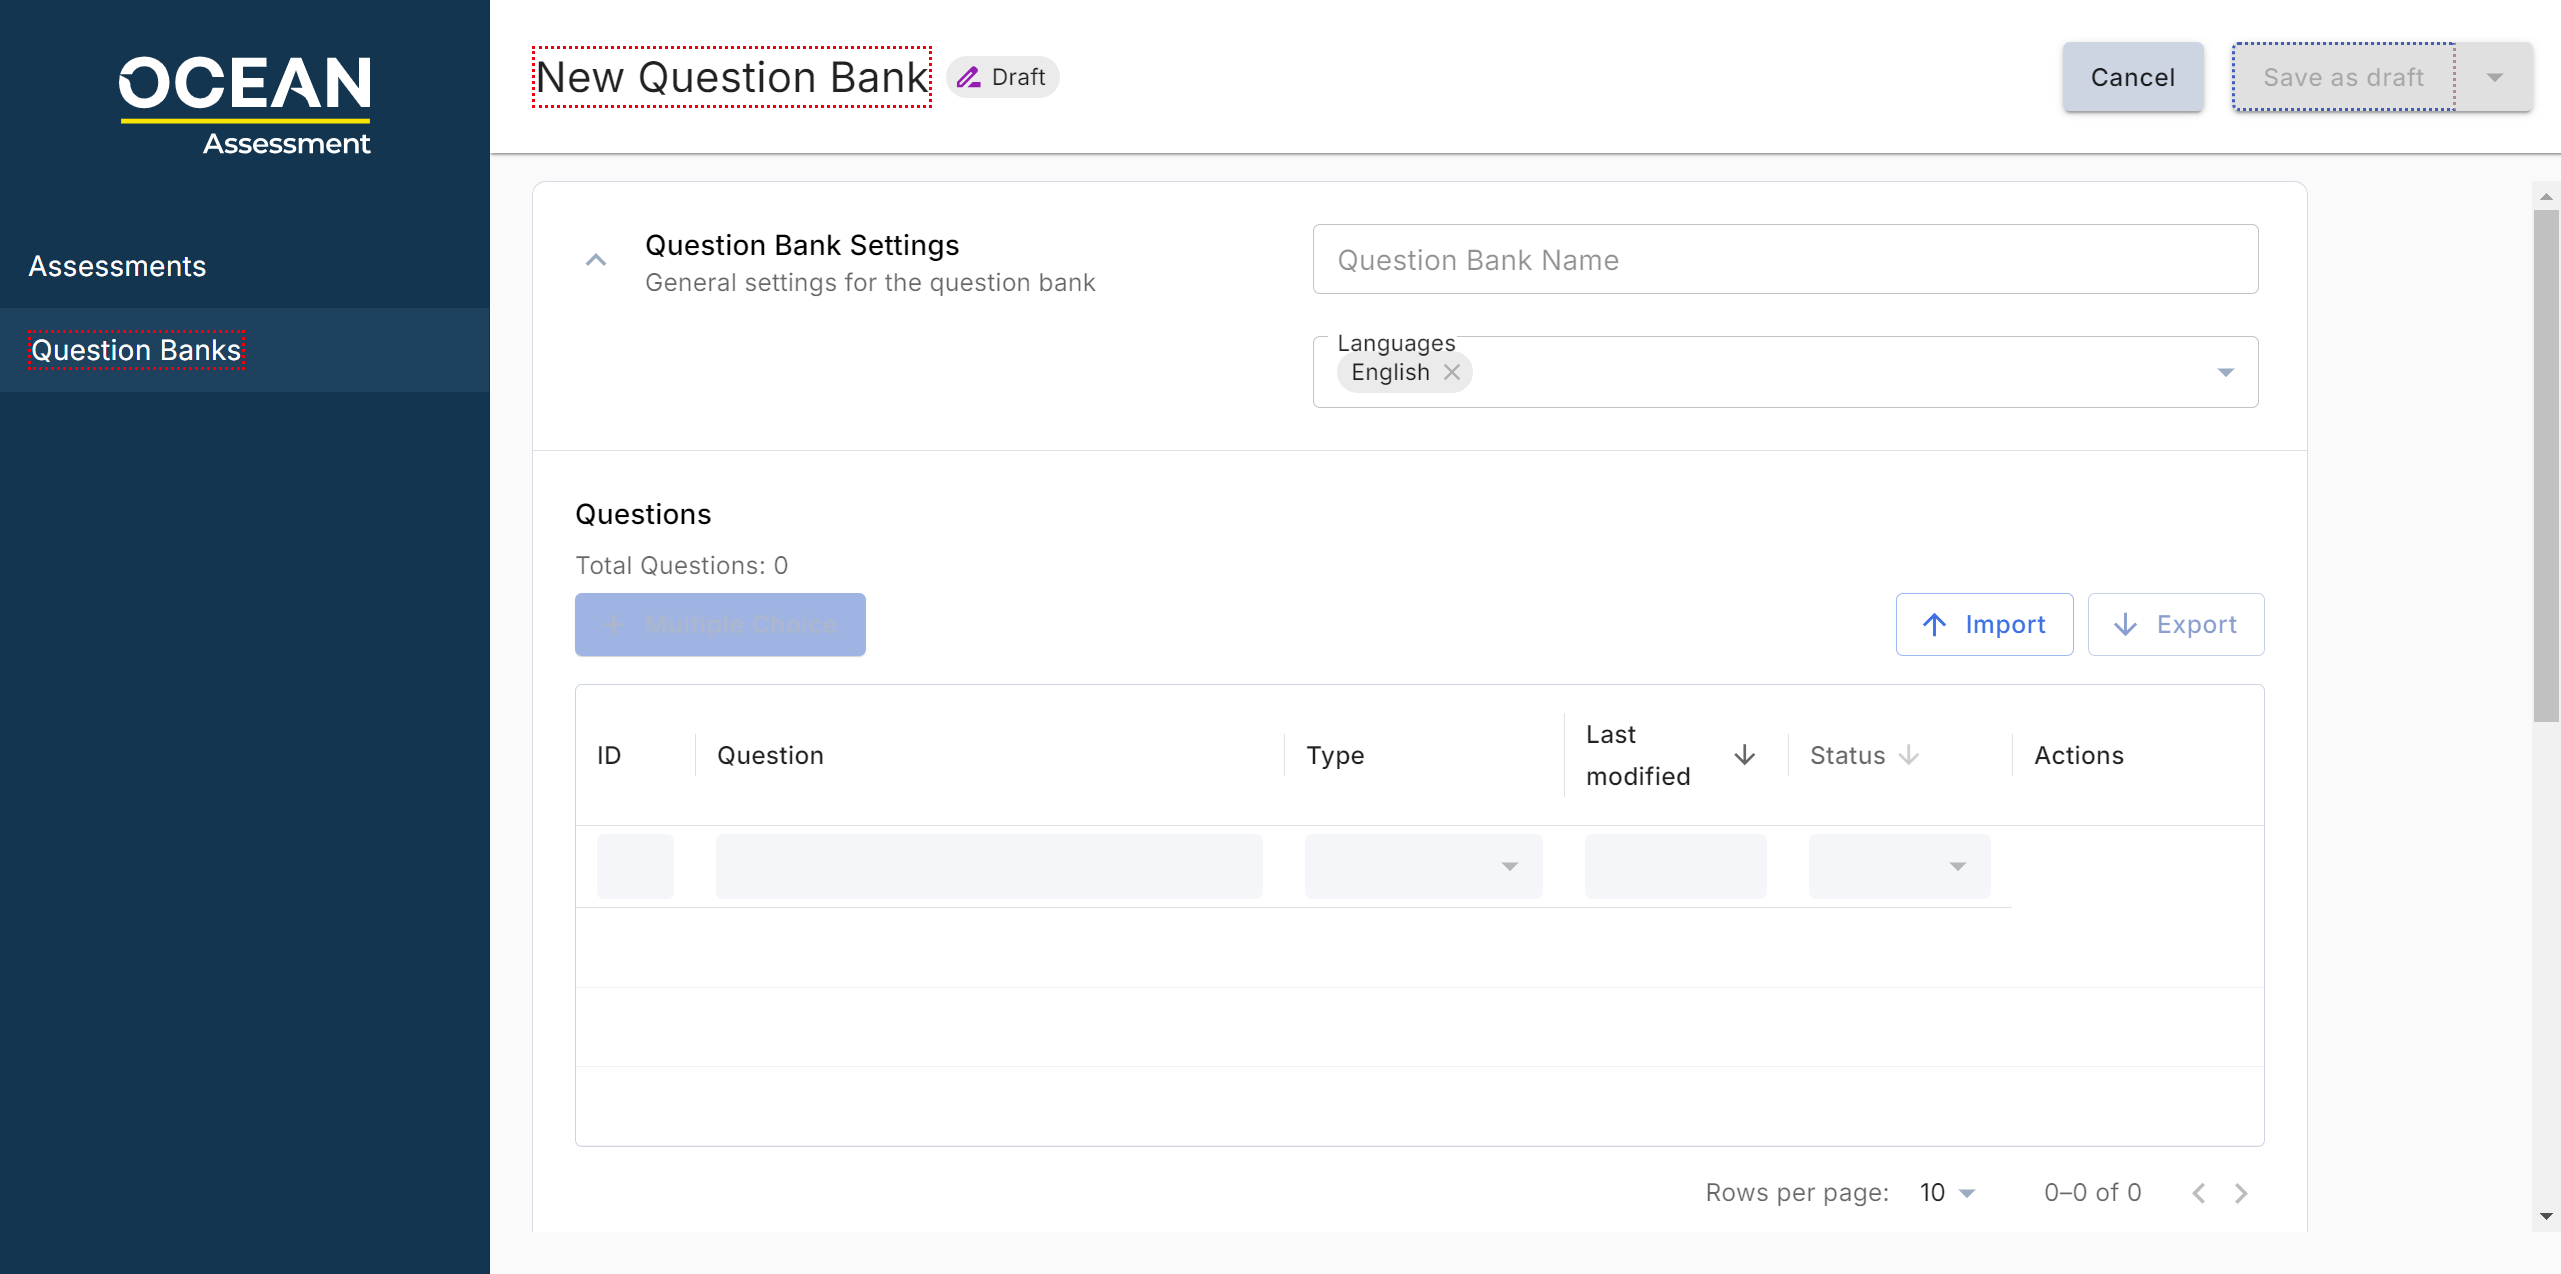 OCEAN
Assessment
Assessments
Question Banks
New Question Bank
Draft
Cancel
Save as draft
Question Bank Settings
General settings for the question bank
Question Bank Name
Languages
English
Questions
Total Questions: 0
+ Multiple Choice
Import
Export
ID
Question
Type
Last
modified
Status
Actions
Rows per page: 10
0–0 of 0